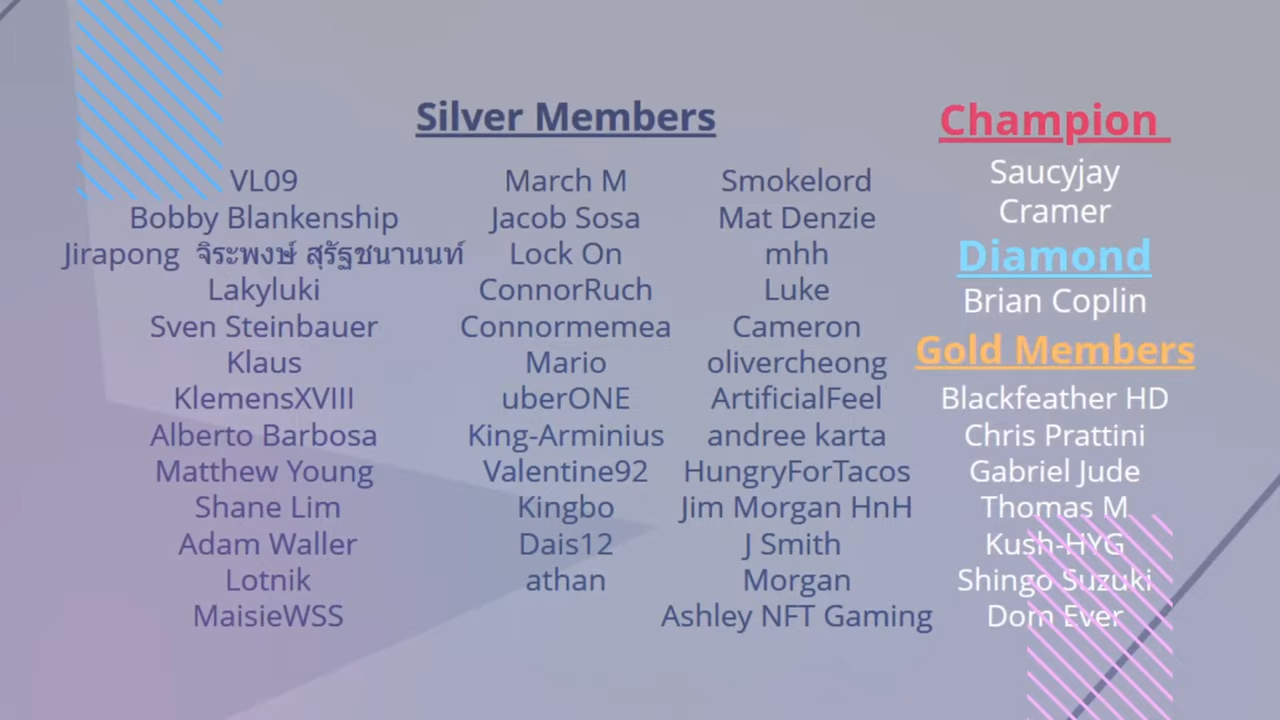 Silver Members
VL09
Bobby Blankenship
Jirapong จิระพงษ์ สุรัฐชนานนท์
Lakyluki
Sven Steinbauer
Klaus
KlemensXVIII
Alberto Barbosa
Matthew Young
Shane Lim
Adam Waller
Lotnik
MaisieWSS
March M
Jacob Sosa
Lock On
ConnorRuch
Connormemea
Mario
uberONE
King-Arminius
Valentine92
Kingbo
Dais12
athan
Smokelord
Mat Denzie
mhh
Luke
Cameron
olivercheong
ArtificialFeel
andree karta
HungryForTacos
Jim Morgan HnH
J Smith
Morgan
Ashley NFT Gaming
Champion
Saucyjay
Cramer
Diamond
Brian Coplin
Gold Members
Blackfeather HD
Chris Prattini
Gabriel Jude
Thomas M
Kush-HYG
Shingo Suzuki
Dom Ever